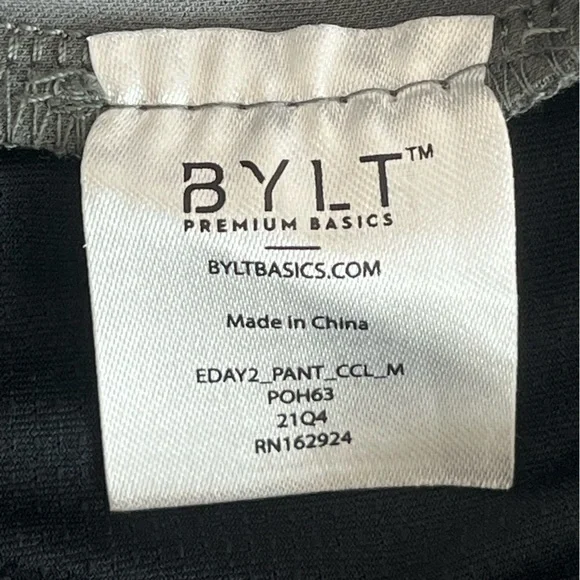 BYLT™
PREMIUM BASICS
BYLTBASICS.COM
Made in China
EDAY2_PANT_CCL_M
POH63
21Q4
RN162924